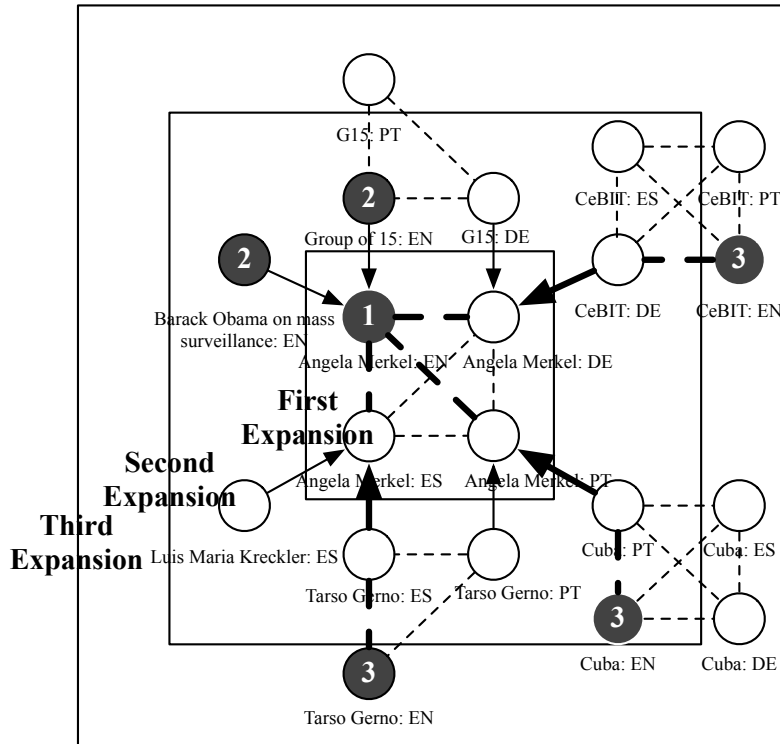 G15: PT
CeBIT: ES
CeBIT: PT
2
Group of 15: EN
G15: DE
2
3
CeBIT: DE
CeBIT: EN
Barack Obama on mass
surveillance: EN
1
Angela Merkel: EN
Angela Merkel: DE
First
Expansion
Angela Merkel: ES
Angela Merkel: PT
Second
Expansion
Third
Expansion
Luis Maria Kreckler: ES
Cuba: PT
Cuba: ES
Tarso Gerno: ES
Tarso Gerno: PT
3
Cuba: EN
Cuba: DE
3
Tarso Gerno: EN